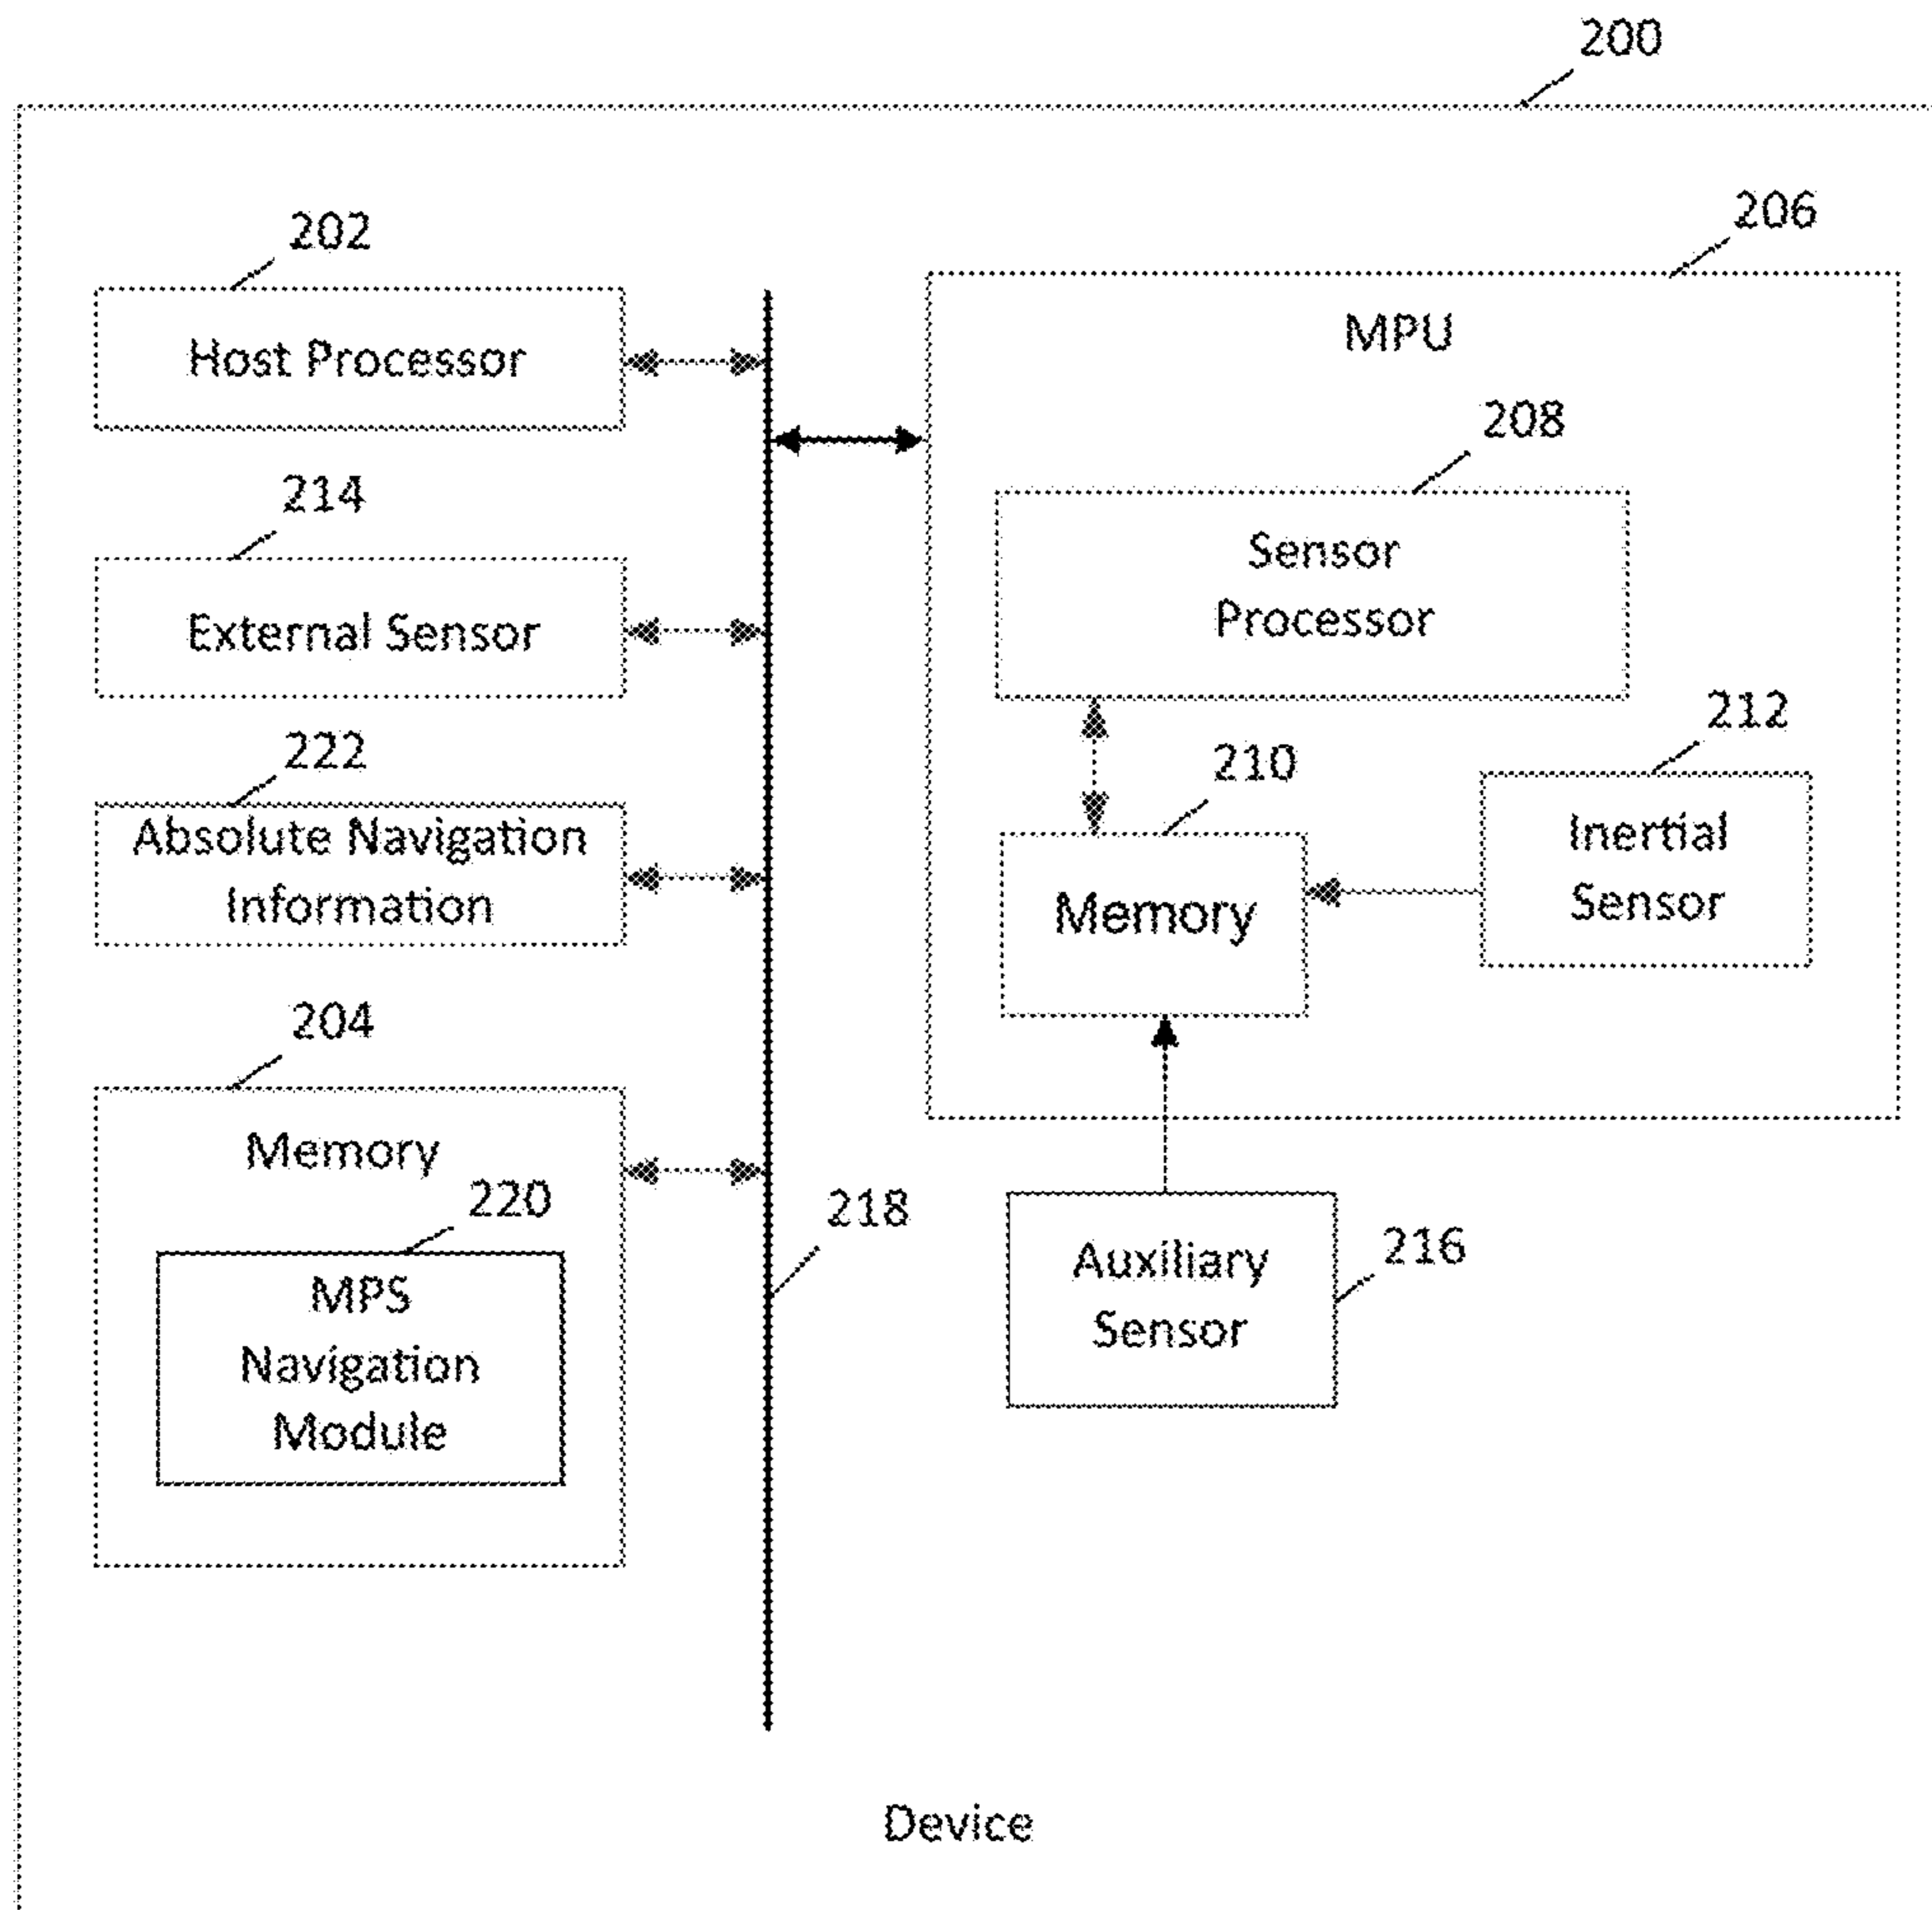 200
202
206
Host Processor
MPU
208
214
Sensor
Processor
External Sensor
212
222
210
Absolute Navigation
Information
Inertial
Sensor
Memory
204
Memory
220
218
216
MPS
Navigation
Module
Auxiliary
Sensor
Device